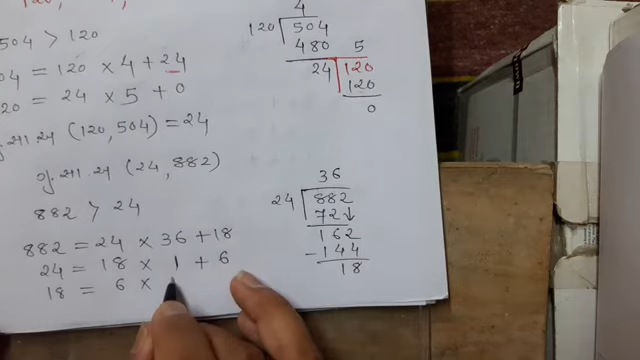 504 > 120
= 120 × 4 + 24
= 24 × 5 + 0
(120, 504) = 24
(24, 882)
882 > 24
882 = 24 × 36 + 18
24 = 18 × 1 + 6
18 = 6 ×
4
120 504
480 5
24 120
120
0
36
24 882
72↓
162
- 144
18